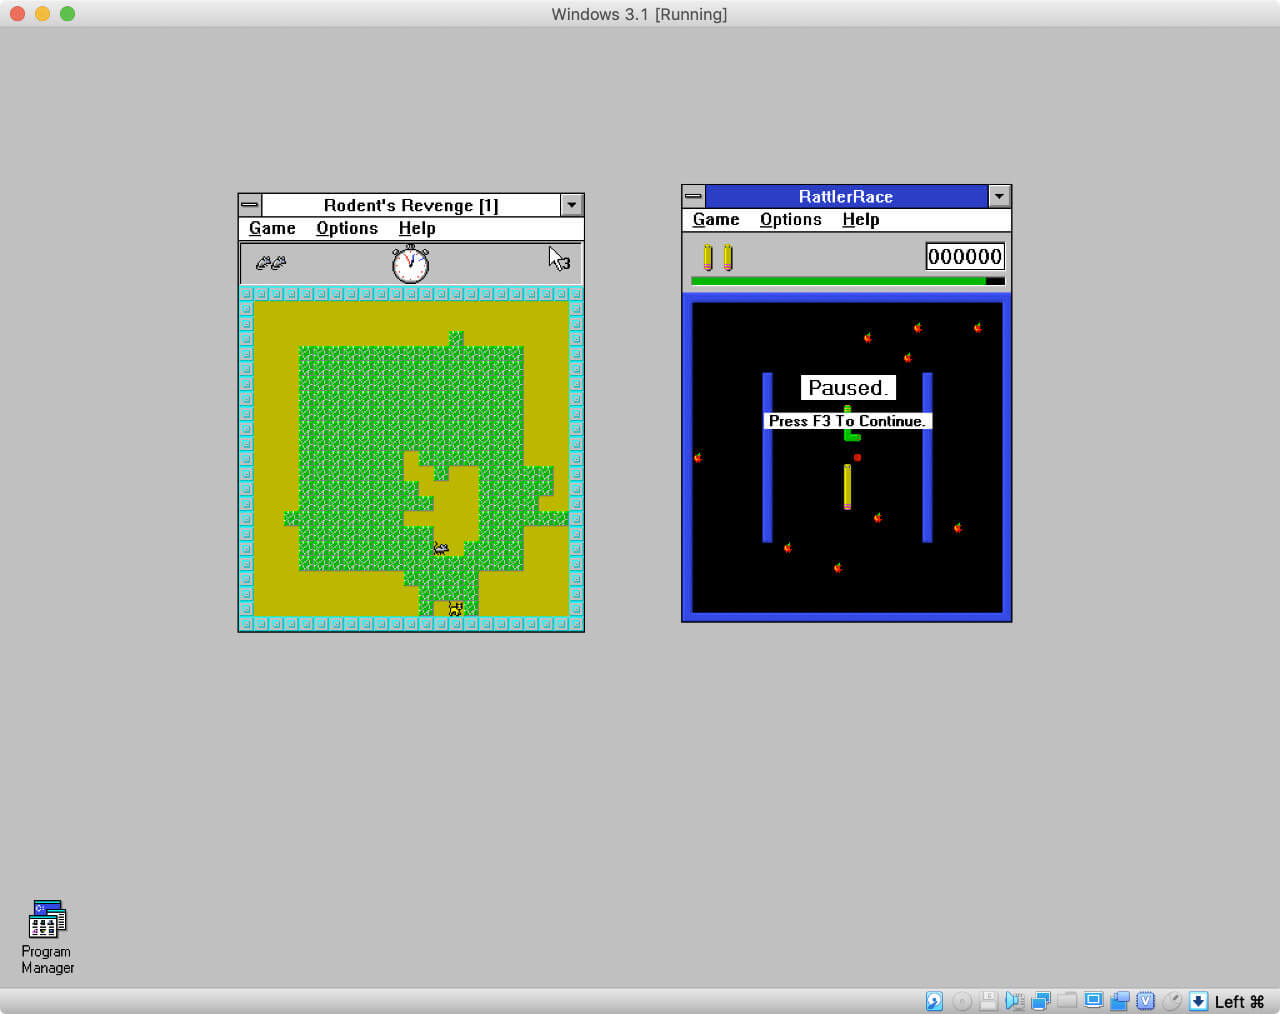 Windows 3.1 [Running]
Rodent's Revenge [1]
Game Options Help
3
RattlerRace
Game Options Help
000000
Paused.
Press F3 To Continue.
Program
Manager
Left ⌘